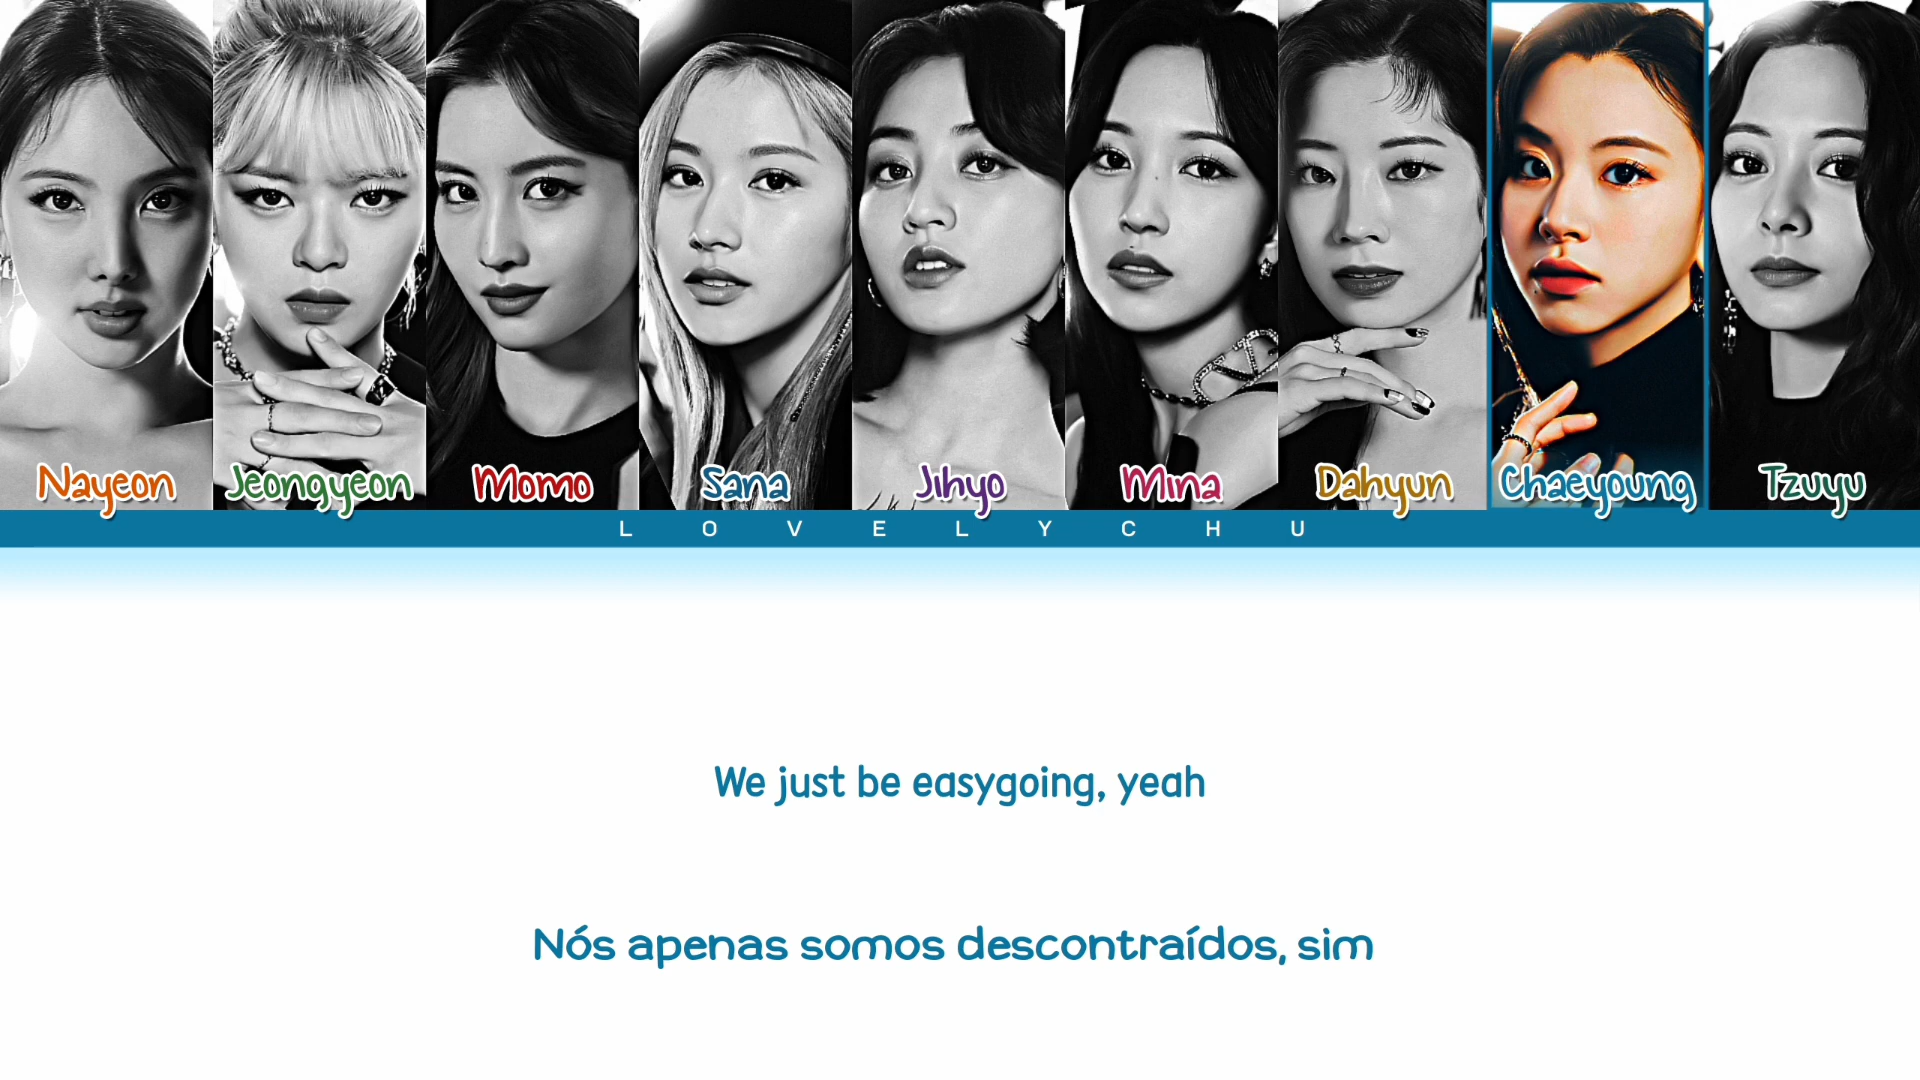 Nayeon Jeongyeon Momo Sana Jihyo Mina Dahyun Chaeyoung Tzuyu
LOVELYCHU
We just be easygoing, yeah
Nós apenas somos descontraídos, sim